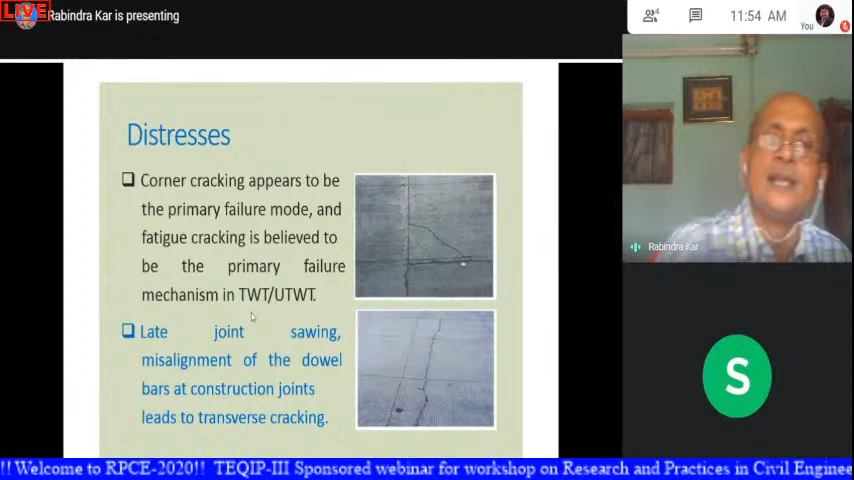 LIVE
Rabindra Kar is presenting
4
11:54 AM
You
Distresses
Corner cracking appears to be
the primary failure mode, and
fatigue cracking is believed to
be the primary failure
mechanism in TWT/UTWT.
Late joint sawing,
misalignment of the dowel
bars at construction joints
leads to transverse cracking.
Rabindra Kar
S
!! Welcome to RPCE-2020!! TEQIP-III Sponsored webinar for workshop on Research and Practices in Civil Enginee